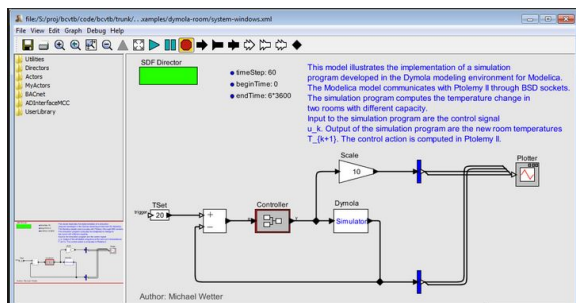 file:/S:/proj/bcvtb/code/bcvtb/trunk/. . .xamples/dymola-room/system-windows.xml
File View Edit Graph Debug Help
Utilities
Directors
Actors
MyActors
BACnet
ADInterfaceMCC
UserLibrary
SDF Director
timeStep: 60
beginTime: 0
endTime: 6*3600
This model illustrates the implementation of a simulation
program developed in the Dymola modeling environment for Modelica.
The Modelica model communicates with Ptolemy II through BSD sockets.
The simulation program computes the temperature change in
two rooms with different capacity.
Input to the simulation program are the control signal
u_k. Output of the simulation program are the new room temperatures
T_{k+1}. The control action is computed in Ptolemy II.
Scale
10
Plotter
TSet
trigger
20
Controller
Dymola
Simulator
Author: Michael Wetter